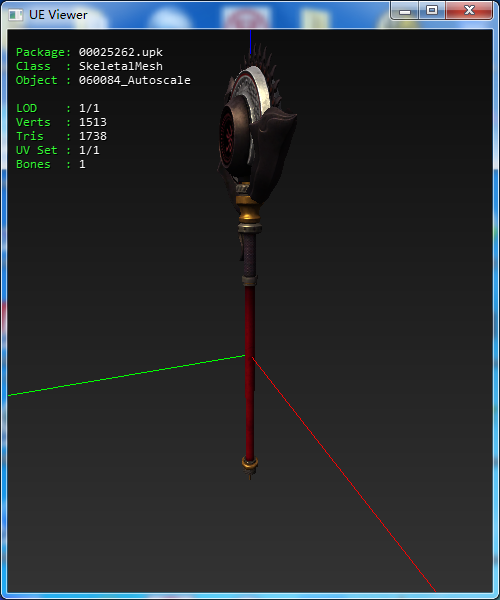 UE Viewer
Package: 00025262.upk
Class : SkeletalMesh
Object : 060084_Autoscale
LOD : 1/1
Verts : 1513
Tris : 1738
UV Set : 1/1
Bones : 1